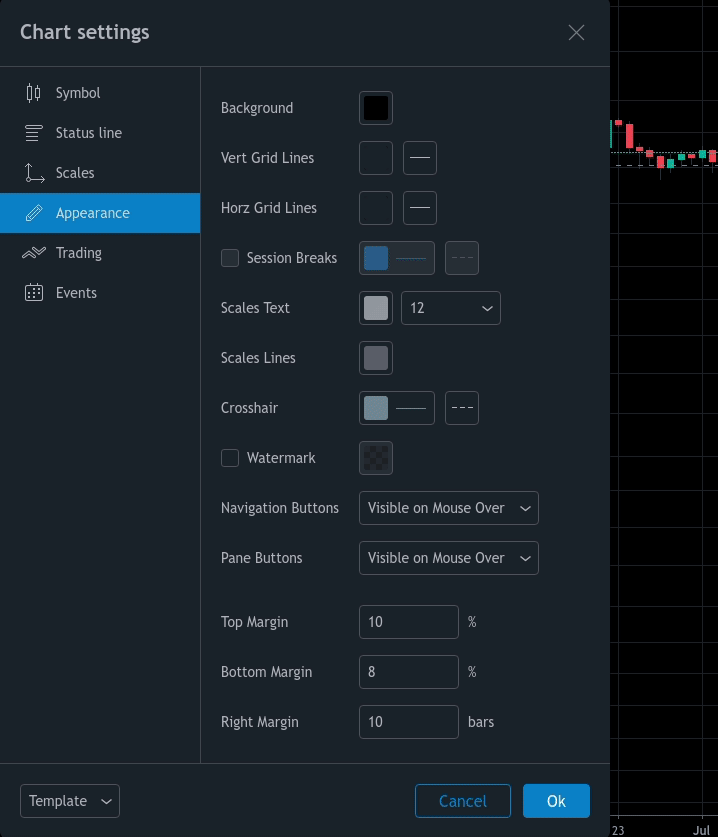 Chart settings
Symbol
Status line
Scales
Appearance
Trading
Events
Background
Vert Grid Lines
Horz Grid Lines
Session Breaks
Scales Text
12
Scales Lines
Crosshair
Watermark
Navigation Buttons
Visible on Mouse Over
Pane Buttons
Visible on Mouse Over
Top Margin
10
%
Bottom Margin
8
%
Right Margin
10
bars
Template
Cancel
Ok
23
Jul